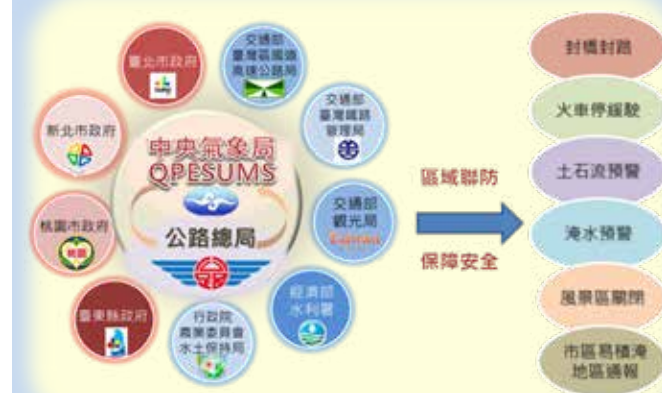 臺北市政府
交通部
臺灣區國道
高速公路局
新北市政府
交通部
臺灣鐵路
管理局
中央氣象局
QPESUMS
公路總局
桃園市政府
桃園
交通部
觀光局
臺東縣政府
行政院
農業委員會
水土保持局
經濟部
水利署
區域聯防
保障安全
封橋封路
火車停緩駛
土石流預警
淹水預警
風景區關閉
市區易積淹
地區通報